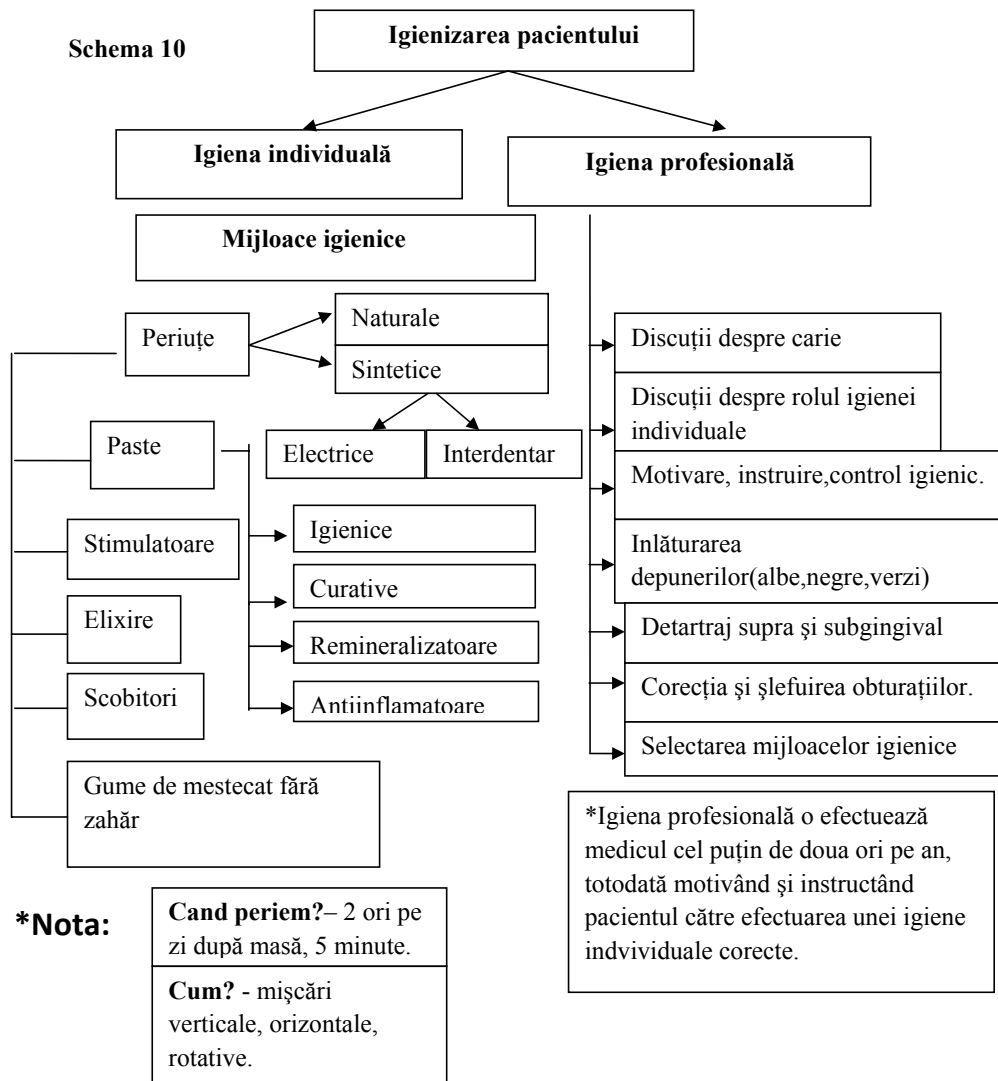 Schema 10
Igienizarea pacientului
Igiena individuală
Igiena profesională
Mijloace igienice
Periuțe
Naturale
Sintetice
Electrice
Interdentar
Paste
Igienice
Curative
Remineralizatoare
Antiinflamatoare
Stimulatoare
Elixire
Scobitori
Gume de mestecat fără
zahăr
Discuții despre carie
Discuții despre rolul igienei
individuale
Motivare, instruire,control igienic.
Inlăturarea
depunerilor(albe,negre,verzi)
Detartraj supra şi subgingival
Corecția şi şlefuirea obturațiilor.
Selectarea mijloacelor igienice
*Igiena profesională o efectuează
medicul cel puțin de doua ori pe an,
totodată motivând şi instructând
pacientul către efectuarea unei igiene
indvividuale corecte.
*Nota:
Cand periem?– 2 ori pe
zi după masă, 5 minute.
Cum? - mişcări
verticale, orizontale,
rotative.